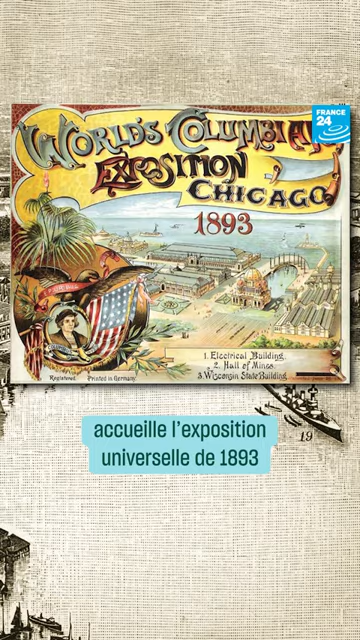 FRANCE
24
WORLD'S COLUMBIAN
EXPOSITION
CHICAGO
1893
1. Electrical Building.
2. Hall of Mines.
3. Wisconsin State Building.
Registered. Printed in Germany.
accueille l'exposition
universelle de 1893
19